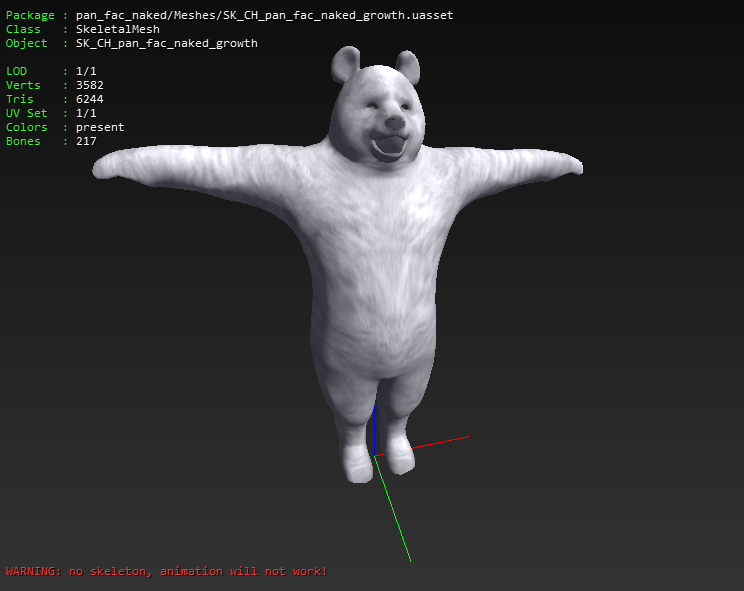 Package : pan_fac_naked/Meshes/SK_CH_pan_fac_naked_growth.uasset
Class : SkeletalMesh
Object : SK_CH_pan_fac_naked_growth
LOD : 1/1
Verts : 3582
Tris : 6244
UV Set : 1/1
Colors : present
Bones : 217
WARNING: no skeleton, animation will not work!